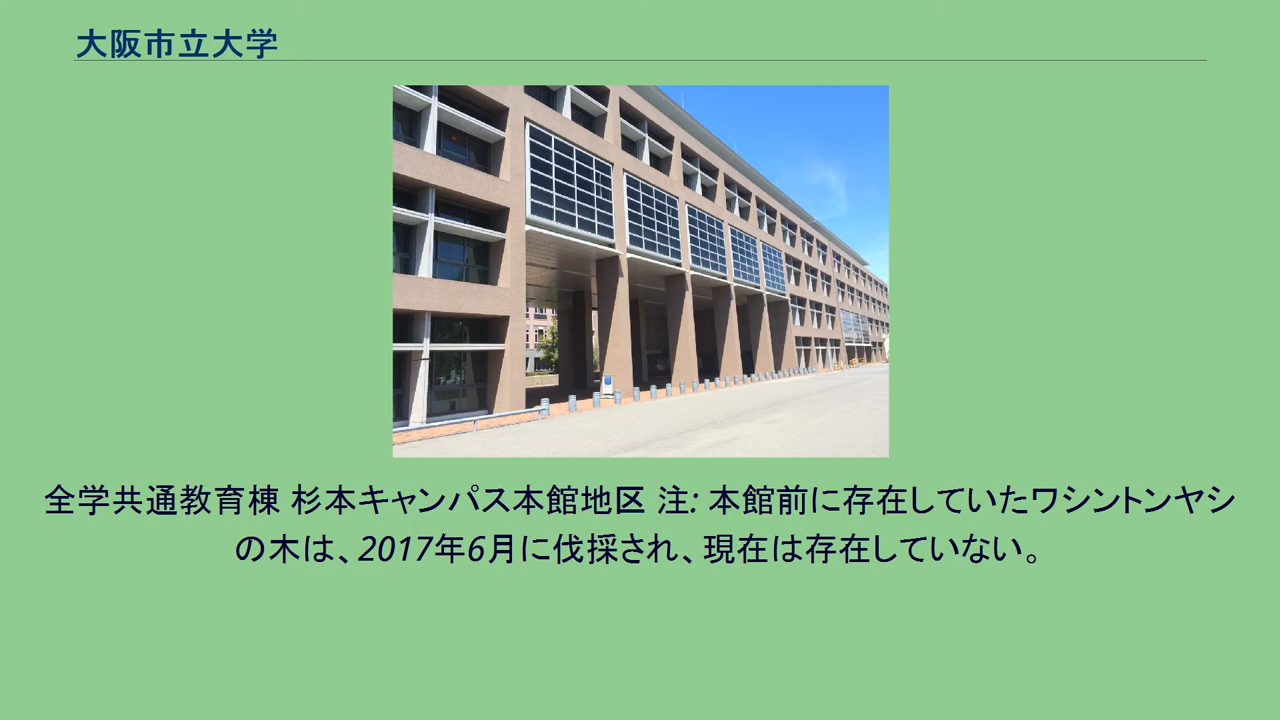 大阪市立大学
全学共通教育棟 杉本キャンパス本館地区 注: 本館前に存在していたワシントンヤシ
の木は、2017年6月に伐採され、現在は存在していない。